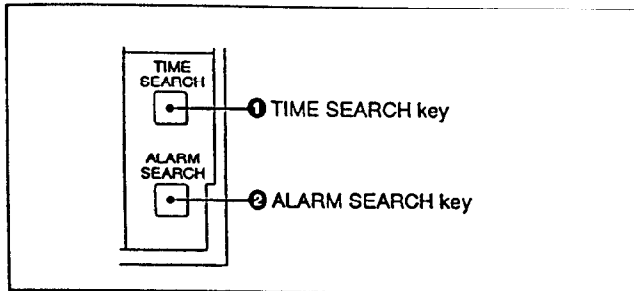 TIME
SEARCH
❶ TIME SEARCH key
ALARM
SEARCH
❷ ALARM SEARCH key